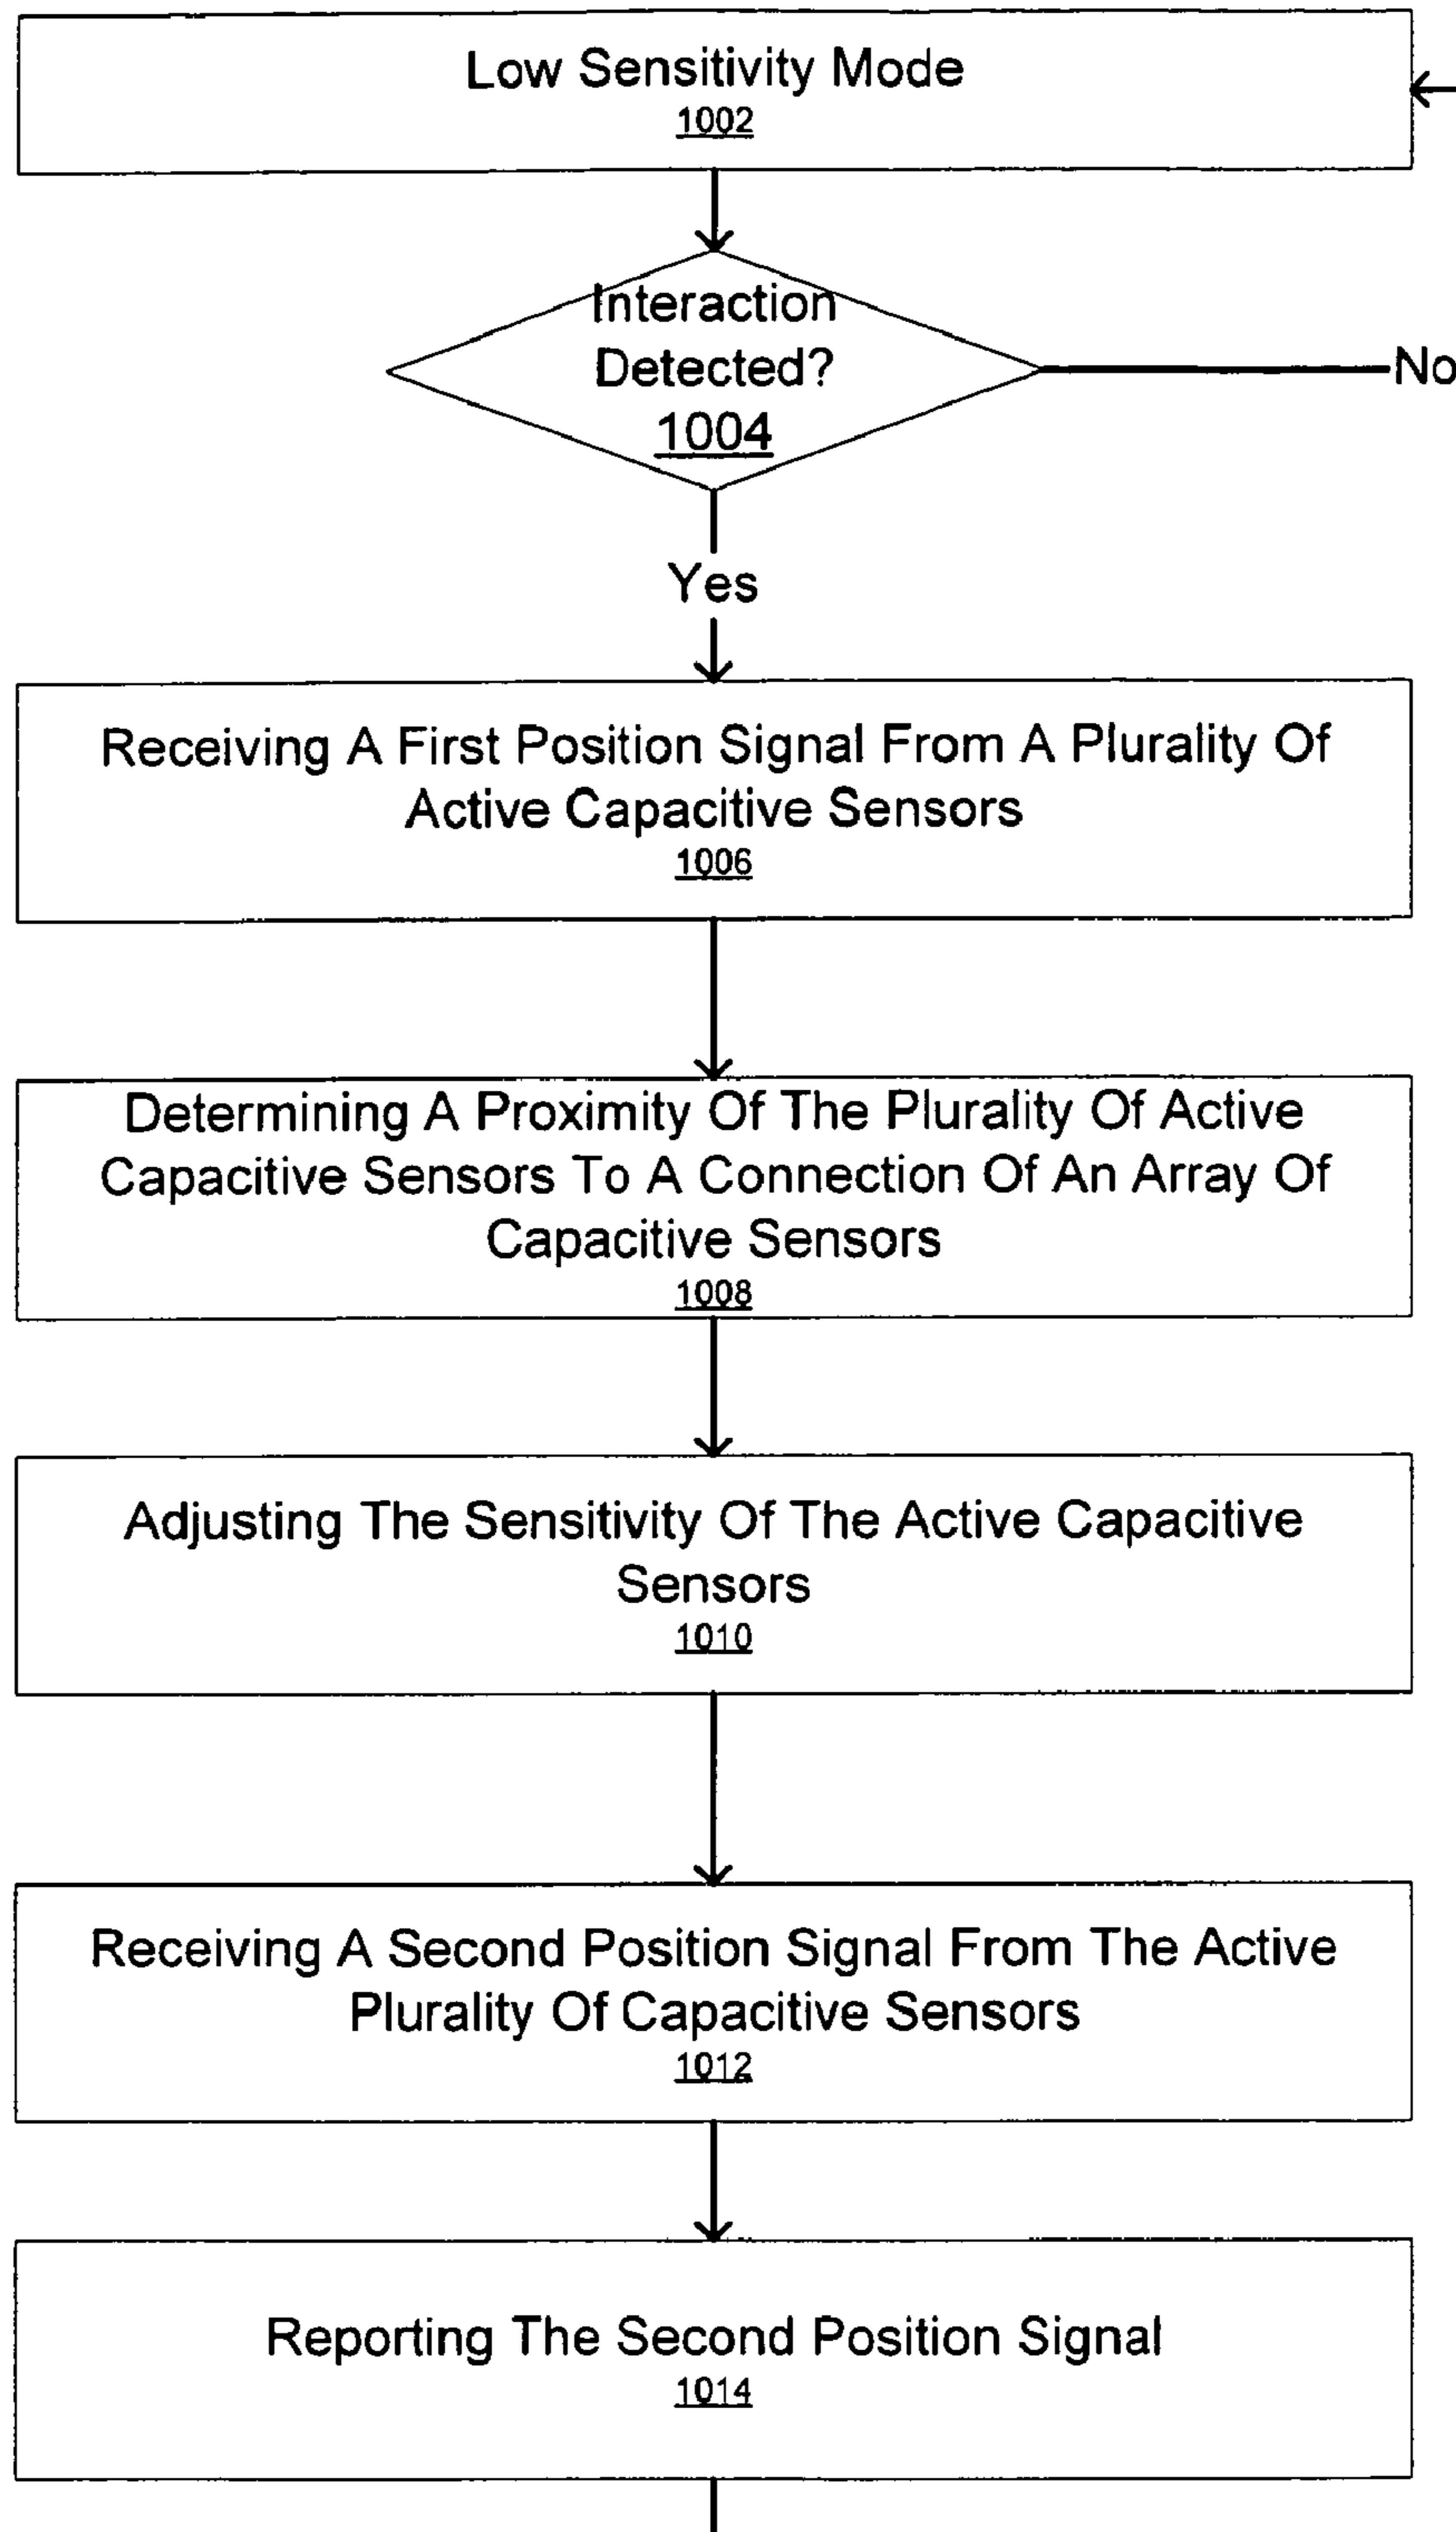 Low Sensitivity Mode
1002
Interaction
Detected?
1004
No
Yes
Receiving A First Position Signal From A Plurality Of
Active Capacitive Sensors
1006
Determining A Proximity Of The Plurality Of Active
Capacitive Sensors To A Connection Of An Array Of
Capacitive Sensors
1008
Adjusting The Sensitivity Of The Active Capacitive
Sensors
1010
Receiving A Second Position Signal From The Active
Plurality Of Capacitive Sensors
1012
Reporting The Second Position Signal
1014